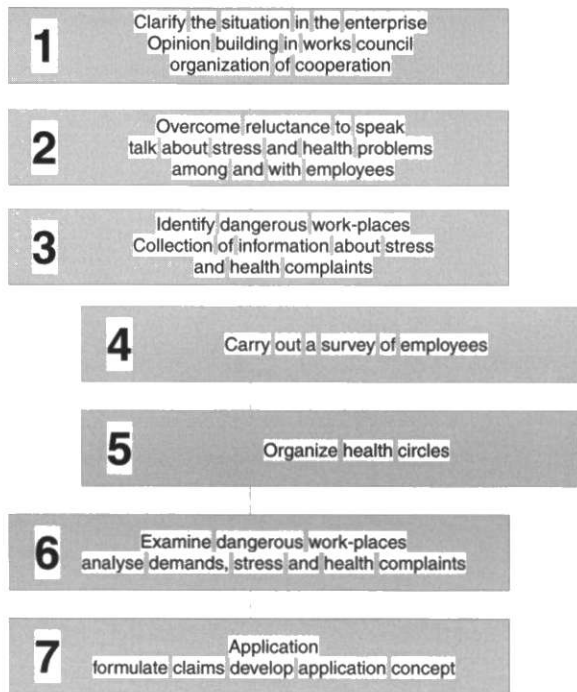 1
Clarify the situation in the enterprise
Opinion building in works council
organization of cooperation
2
Overcome reluctance to speak
talk about stress and health problems
among and with employees
3
Identify dangerous work-places
Collection of information about stress
and health complaints
4
Carry out a survey of employees
5
Organize health circles
6
Examine dangerous work-places
analyse demands, stress and health complaints
7
Application
formulate claims develop application concept